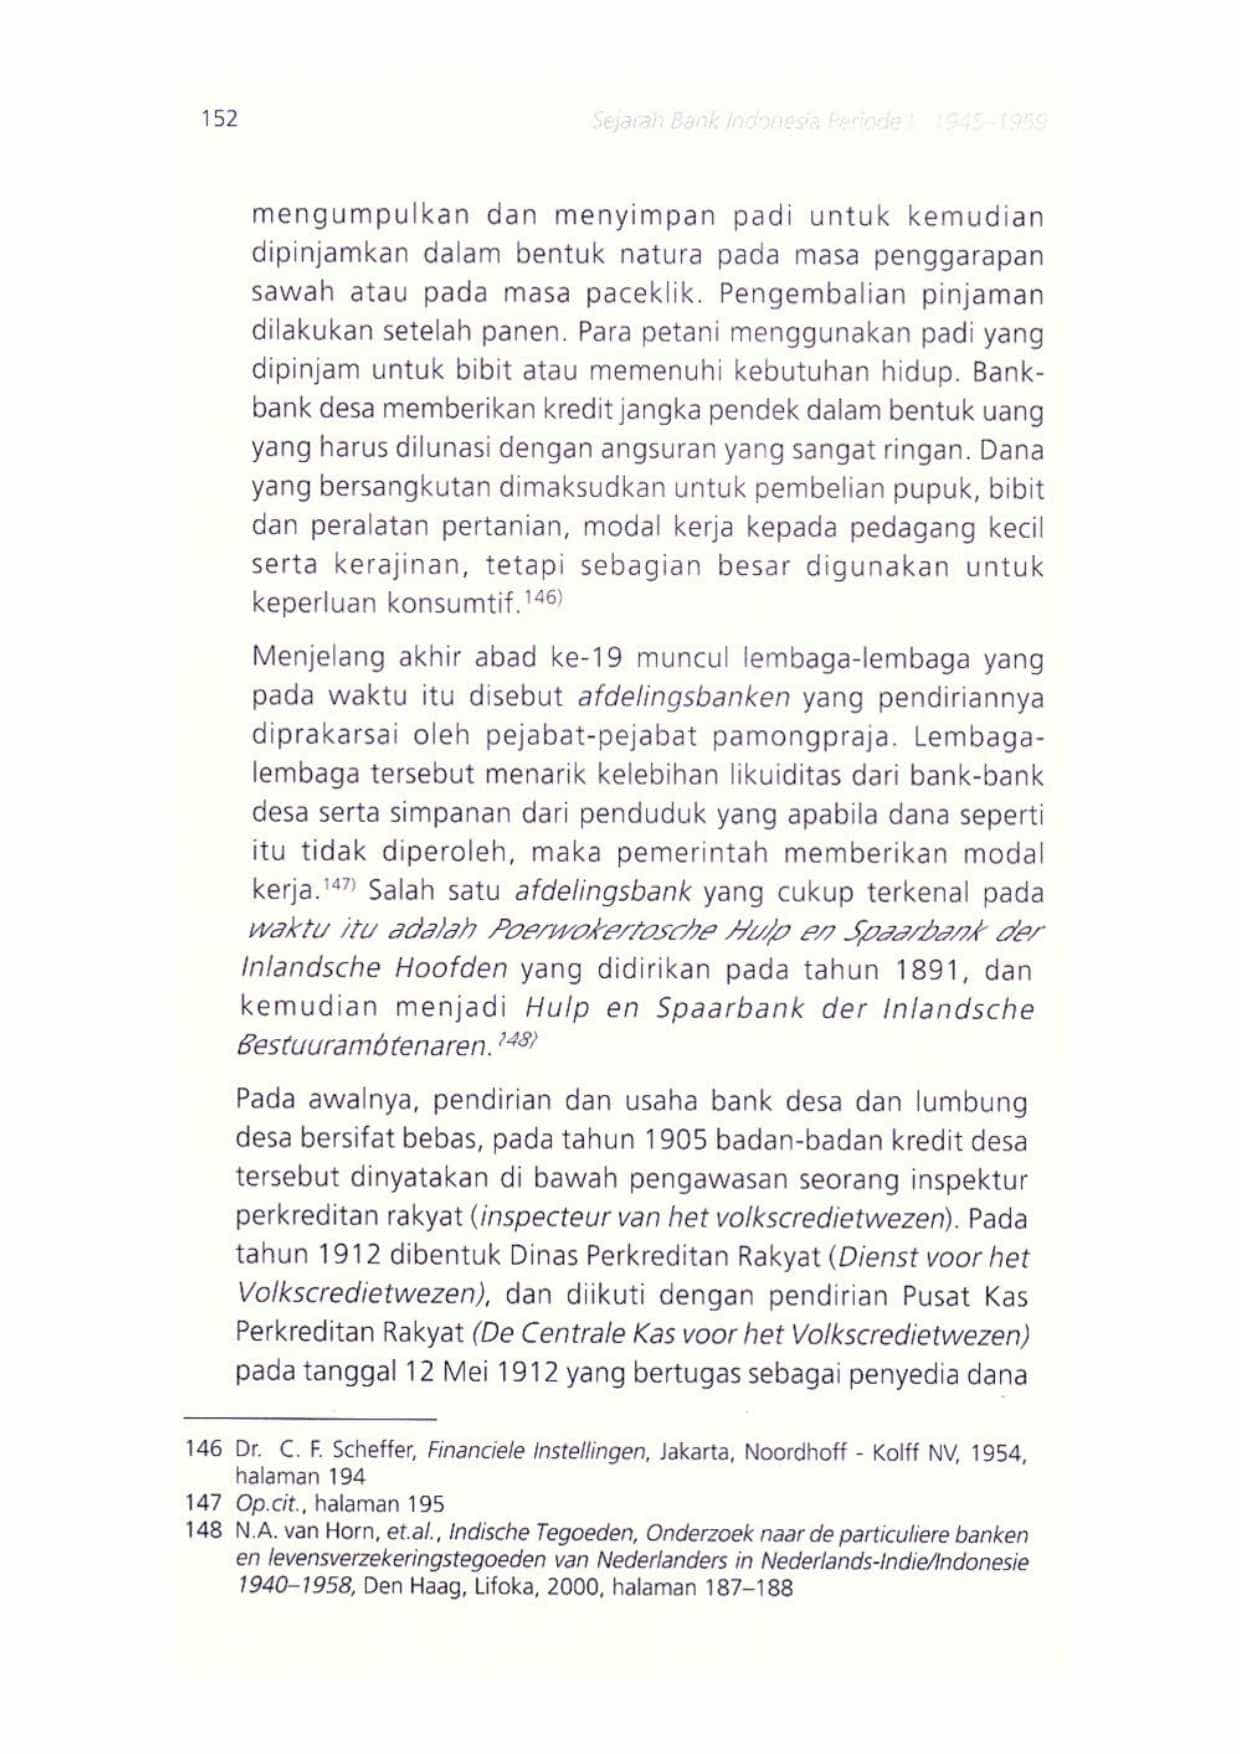 152
Sejarah Bank Indonesia Periode I 1945–1959
mengumpulkan dan menyimpan padi untuk kemudian
dipinjamkan dalam bentuk natura pada masa penggarapan
sawah atau pada masa paceklik. Pengembalian pinjaman
dilakukan setelah panen. Para petani menggunakan padi yang
dipinjam untuk bibit atau memenuhi kebutuhan hidup. Bank-
bank desa memberikan kredit jangka pendek dalam bentuk uang
yang harus dilunasi dengan angsuran yang sangat ringan. Dana
yang bersangkutan dimaksudkan untuk pembelian pupuk, bibit
dan peralatan pertanian, modal kerja kepada pedagang kecil
serta kerajinan, tetapi sebagian besar digunakan untuk
keperluan konsumtif.146)
Menjelang akhir abad ke-19 muncul lembaga-lembaga yang
pada waktu itu disebut afdelingsbanken yang pendiriannya
diprakarsai oleh pejabat-pejabat pamongpraja. Lembaga-
lembaga tersebut menarik kelebihan likuiditas dari bank-bank
desa serta simpanan dari penduduk yang apabila dana seperti
itu tidak diperoleh, maka pemerintah memberikan modal
kerja.147) Salah satu afdelingsbank yang cukup terkenal pada
waktu itu adalah Poerwokertosche Hulp en Spaarbank der
Inlandsche Hoofden yang didirikan pada tahun 1891, dan
kemudian menjadi Hulp en Spaarbank der Inlandsche
Bestuurambtenaren.148)
Pada awalnya, pendirian dan usaha bank desa dan lumbung
desa bersifat bebas, pada tahun 1905 badan-badan kredit desa
tersebut dinyatakan di bawah pengawasan seorang inspektur
perkreditan rakyat (inspecteur van het volkscredietwezen). Pada
tahun 1912 dibentuk Dinas Perkreditan Rakyat (Dienst voor het
Volkscredietwezen), dan diikuti dengan pendirian Pusat Kas
Perkreditan Rakyat (De Centrale Kas voor het Volkscredietwezen)
pada tanggal 12 Mei 1912 yang bertugas sebagai penyedia dana
146 Dr. C. F. Scheffer, Financiele Instellingen, Jakarta, Noordhoff - Kolff NV, 1954,
halaman 194
147 Op.cit., halaman 195
148 N.A. van Horn, et.al., Indische Tegoeden, Onderzoek naar de particuliere banken
en levensverzekeringstegoeden van Nederlanders in Nederlands-Indie/Indonesie
1940–1958, Den Haag, Lifoka, 2000, halaman 187–188